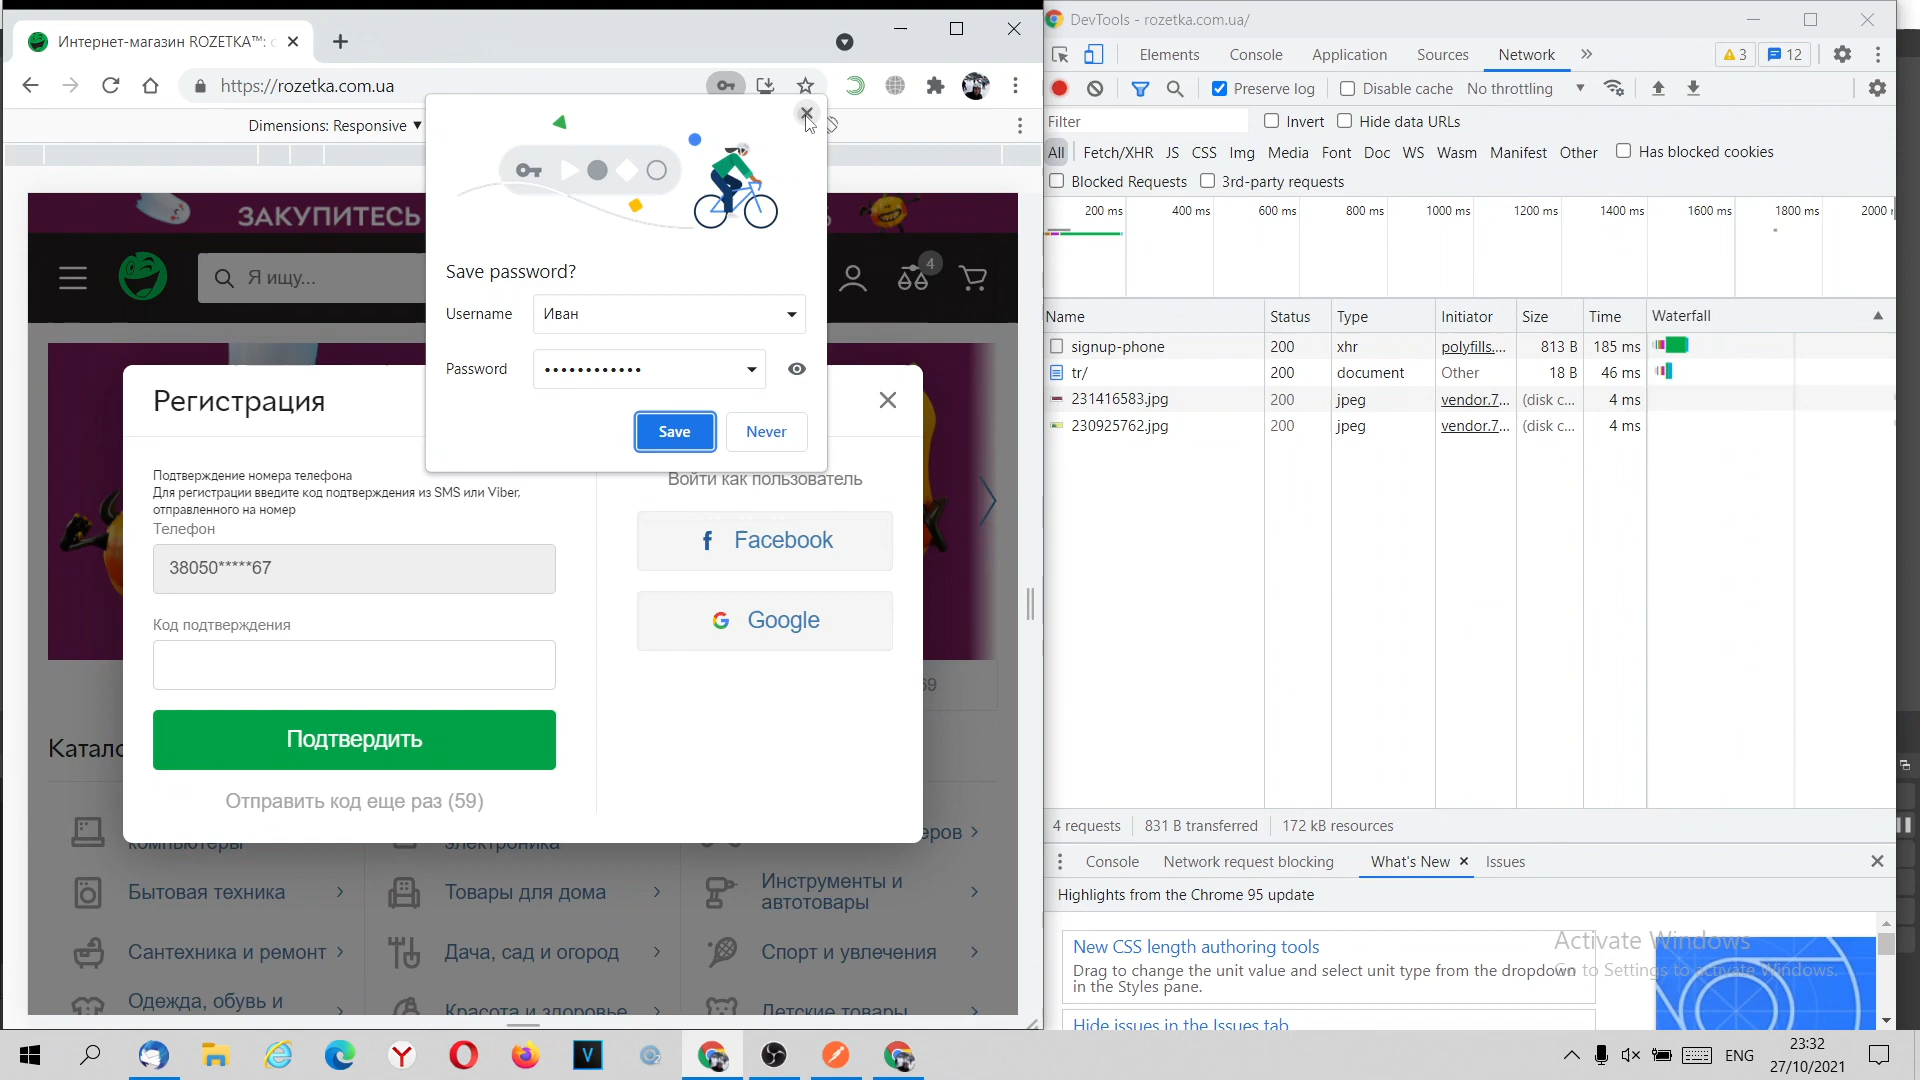 Интернет-магазин ROZETKA™:
https://rozetka.com.ua
Dimensions: Responsive ▼
ЗАКУПИТЕСЬ
Я ищу...
4
Save password?
Username
Иван
Password
••••••••••••
Save
Never
Регистрация
Подтверждение номера телефона
Для регистрации введите код подтверждения из SMS или Viber,
отправленного на номер
Телефон
38050*****67
Код подтверждения
Подтвердить
Отправить код еще раз (59)
Войти как пользователь
Facebook
Google
69
Бытовая техника
Товары для дома
Инструменты и
автотовары
Сантехника и ремонт
Дача, сад и огород
Спорт и увлечения
Одежда, обувь и
Красота и здоровье
Детские товары
DevTools - rozetka.com.ua/
Elements
Console
Application
Sources
Network
3
12
Preserve log
Disable cache
No throttling
Filter
Invert
Hide data URLs
All
Fetch/XHR JS CSS Img Media Font Doc WS Wasm Manifest Other
Has blocked cookies
Blocked Requests
3rd-party requests
200 ms 400 ms 600 ms 800 ms 1000 ms 1200 ms 1400 ms 1600 ms 1800 ms 2000
Name Status Type Initiator Size Time Waterfall
signup-phone 200 xhr polyfills.... 813 B 185 ms
tr/ 200 document Other 18 B 46 ms
231416583.jpg 200 jpeg vendor.7... (disk c... 4 ms
230925762.jpg 200 jpeg vendor.7... (disk c... 4 ms
4 requests 831 B transferred 172 kB resources
Console
Network request blocking
What's New
Issues
Highlights from the Chrome 95 update
New CSS length authoring tools
Drag to change the unit value and select unit type from the dropdown
in the Styles pane.
Hide issues in the Issues tab
Activate Windows
Go to Settings to activate Windows.
ENG
23:32
27/10/2021